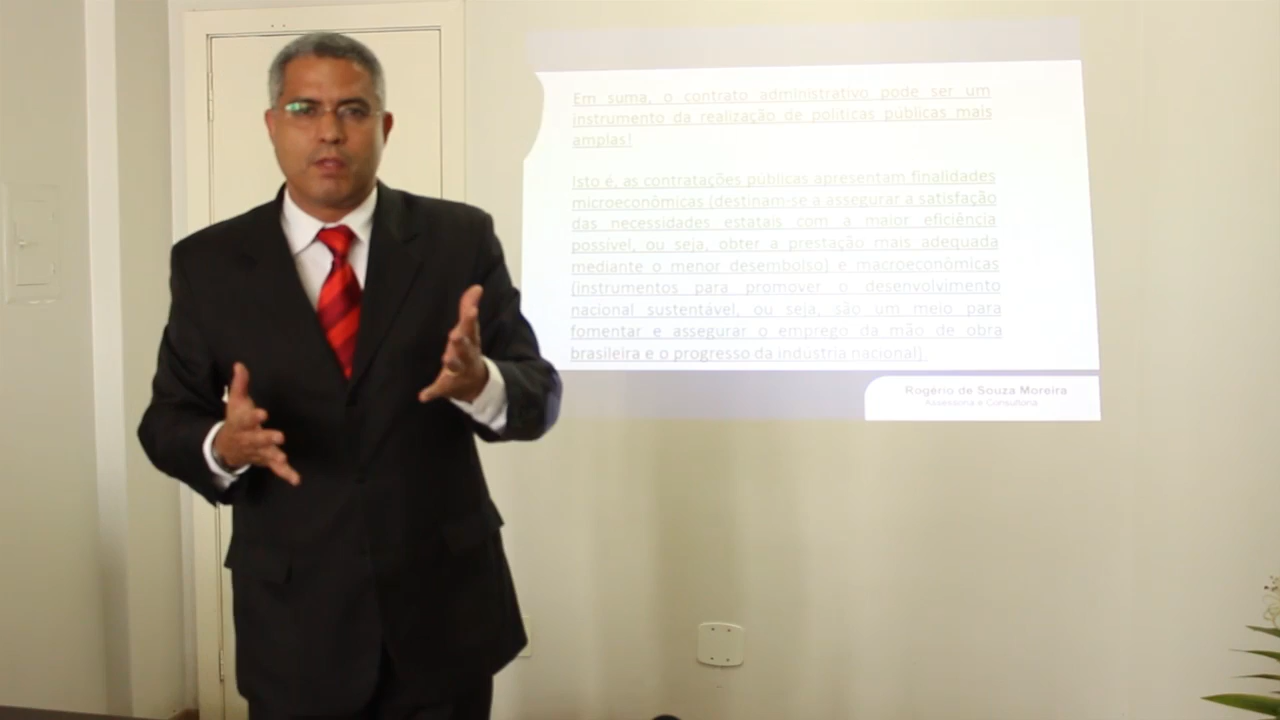 Em suma, o contrato administrativo pode ser um
instrumento da realização de políticas publicas mais
amplas!
Isto é, as contratações públicas apresentam finalidades
microeconômicas (destinam-se a assegurar a satisfação
das necessidades estatais com a maior eficiência
possível, ou seja, obter a prestação mais adequada
mediante o menor desembolso) e macroeconômicas
(instrumentos para promover o desenvolvimento
nacional sustentável, ou seja, são um meio para
fomentar e assegurar o emprego da mão de obra
brasileira e o progresso da indústria nacional)
Rogério de Souza Moreira
Assessoria e Consultoria